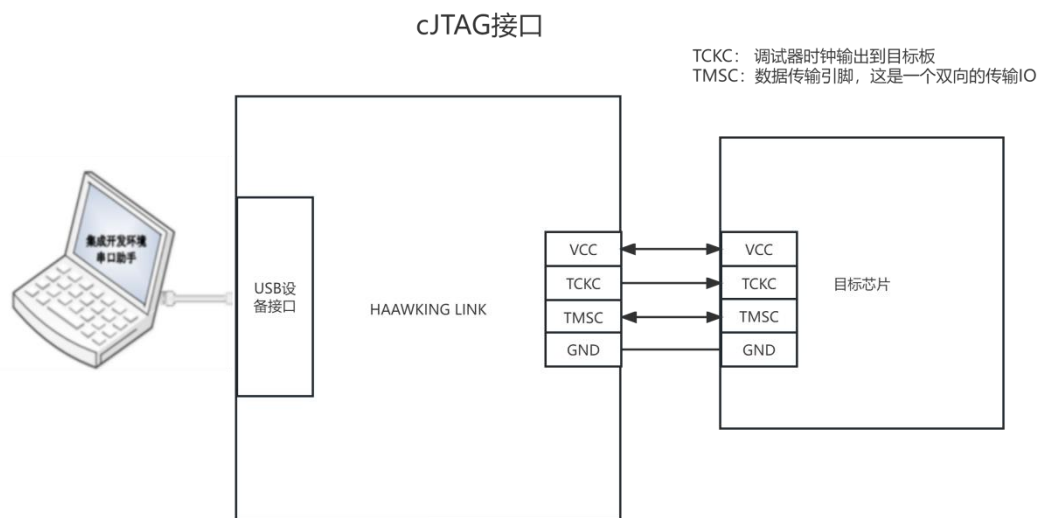 cJTAG接口
TCKC： 调试器时钟输出到目标板
TMSC：数据传输引脚，这是一个双向的传输IO
集成开发环境
串口助手
USB设
备接口
HAAWKING LINK
VCC
TCKC
TMSC
GND
VCC
TCKC
TMSC
GND
目标芯片